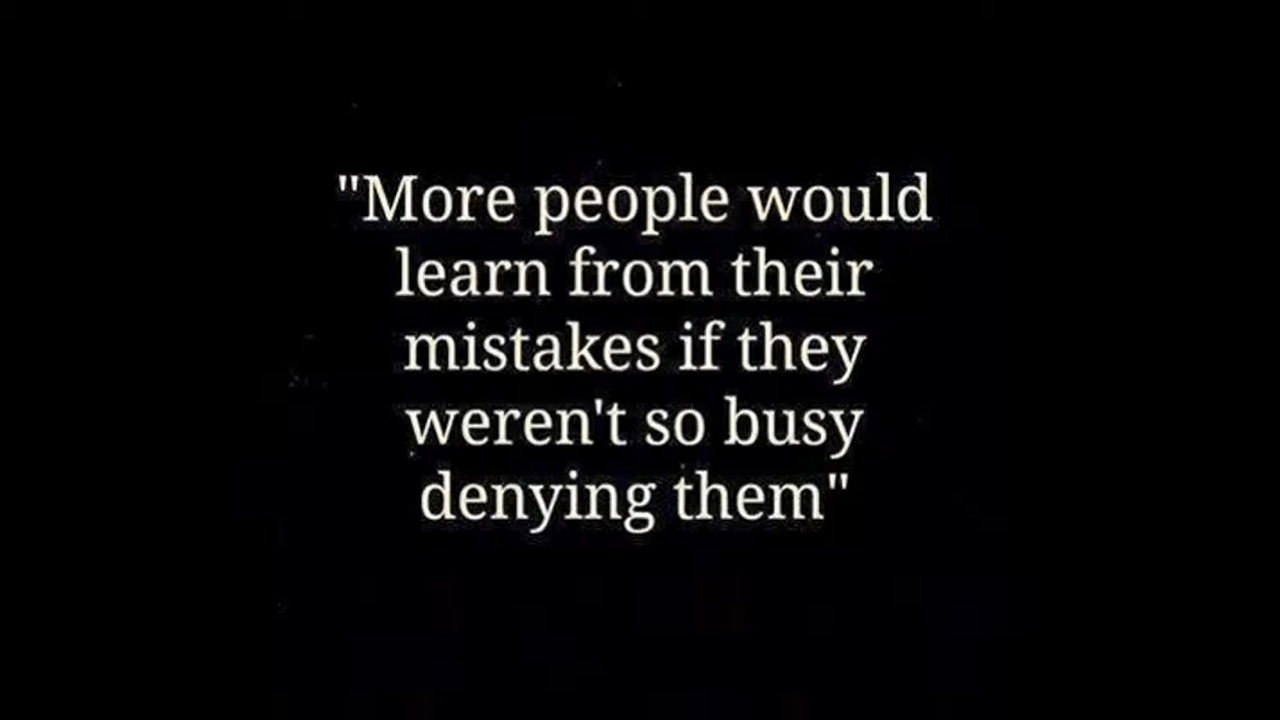 "More people would
learn from their
mistakes if they
weren't so busy
denying them"